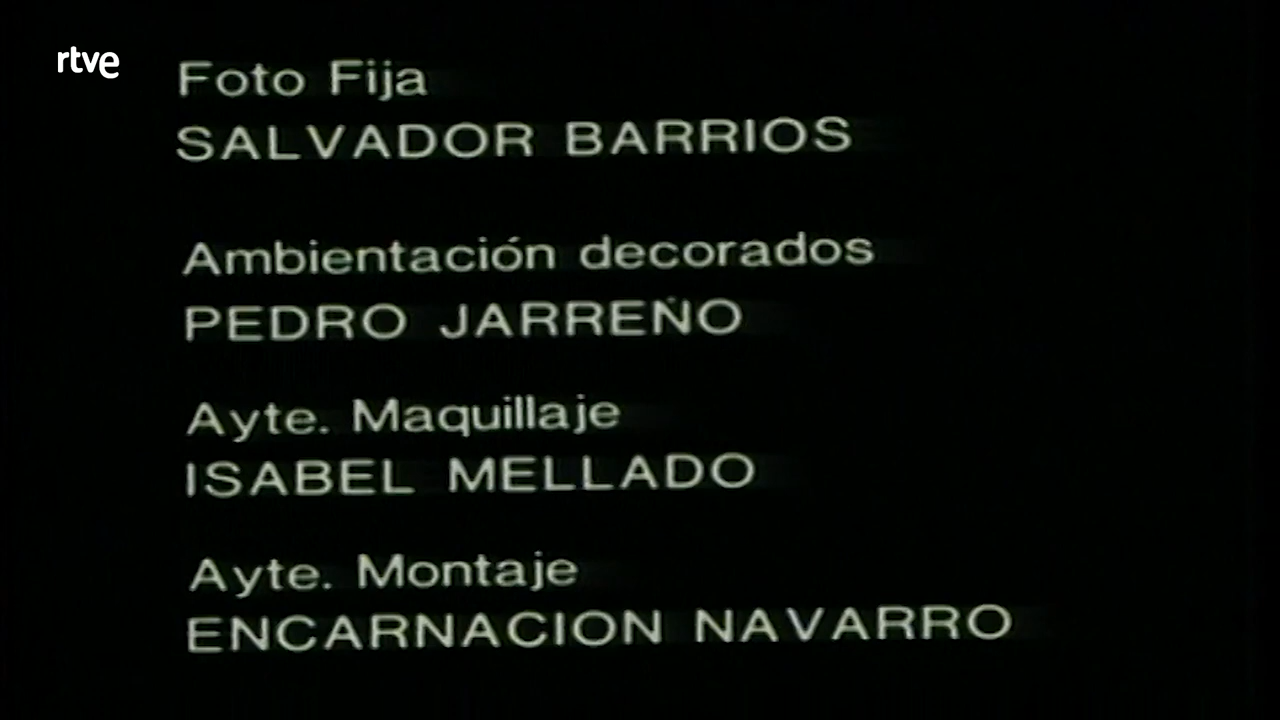 rtve
Foto Fija
SALVADOR BARRIOS
Ambientación decorados
PEDRO JARREÑO
Ayte. Maquillaje
ISABEL MELLADO
Ayte. Montaje
ENCARNACION NAVARRO